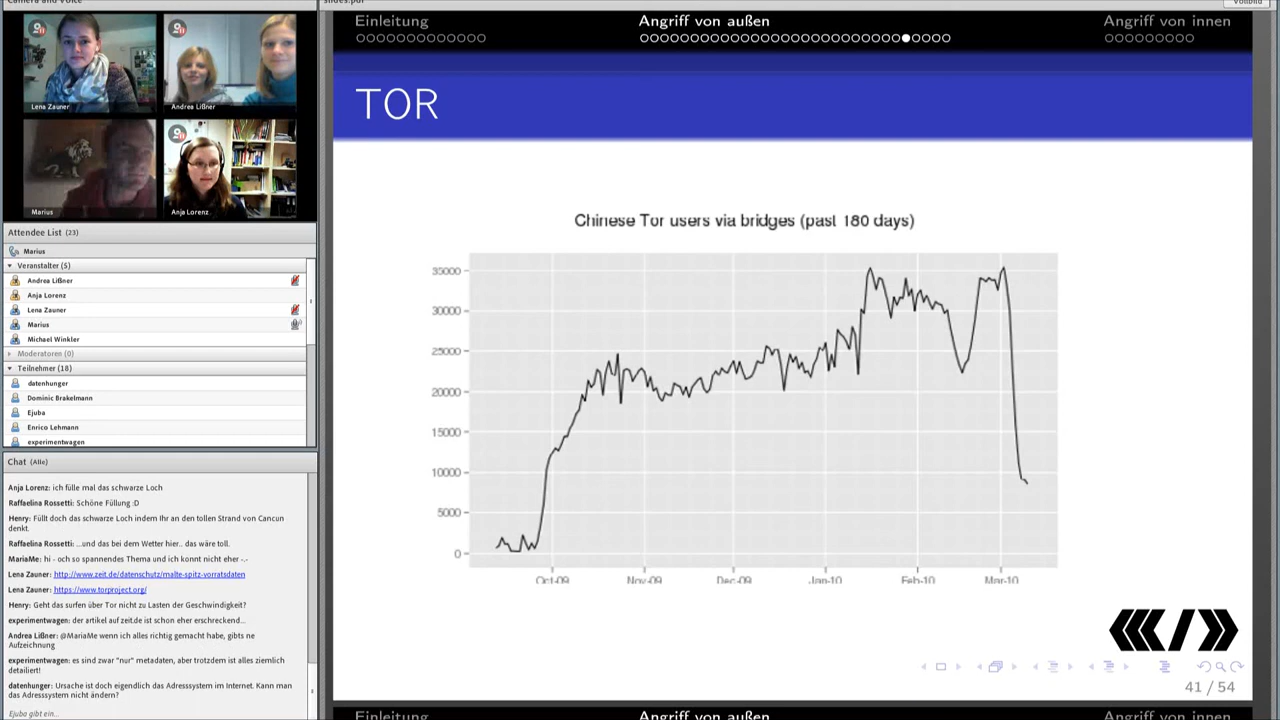 Camera and Voice
slides.pdf
Vollbild
Lena Zauner
Andrea Lißner
Marius
Anja Lorenz
Attendee List (23)
Marius
Veranstalter (5)
Andrea Lißner
Anja Lorenz
Lena Zauner
Marius
Michael Winkler
Moderatoren (0)
Teilnehmer (18)
datenhunger
Dominic Brakelmann
Ejuba
Enrico Lehmann
experimentwagen
Chat (Alle)
Anja Lorenz: ich fülle mal das schwarze Loch
Raffaelina Rossetti: Schöne Füllung :D
Henry: Füllt doch das schwarze Loch indem Ihr an den tollen Strand von Cancun
denkt.
Raffaelina Rossetti: ...und das bei dem Wetter hier.. das wäre toll.
MariaMe: hi - och so spannendes Thema und ich konnt nicht eher -.-
Lena Zauner: http://www.zeit.de/datenschutz/malte-spitz-vorratsdaten
Lena Zauner: https://www.torproject.org/
Henry: Geht das surfen über Tor nicht zu Lasten der Geschwindigkeit?
experimentwagen: der artikel auf zeit.de ist schon eher erschreckend...
Andrea Lißner: @MariaMe wenn ich alles richtig gemacht habe, gibts ne
Aufzeichnung
experimentwagen: es sind zwar "nur" metadaten, aber trotzdem ist alles ziemlich
detailiert!
datenhunger: Ursache ist doch eigendlich das Adresssystem im Internet. Kann man
das Adresssystem nicht ändern?
Ejuba gibt ein...
Einleitung
Angriff von außen
Angriff von innen
TOR
Chinese Tor users via bridges (past 180 days)
35000
30000
25000
20000
15000
10000
5000
0
Oct-09 Nov-09 Dec-09 Jan-10 Feb-10 Mar-10
41 / 54
Einleitung
Angriff von außen
Angriff von innen